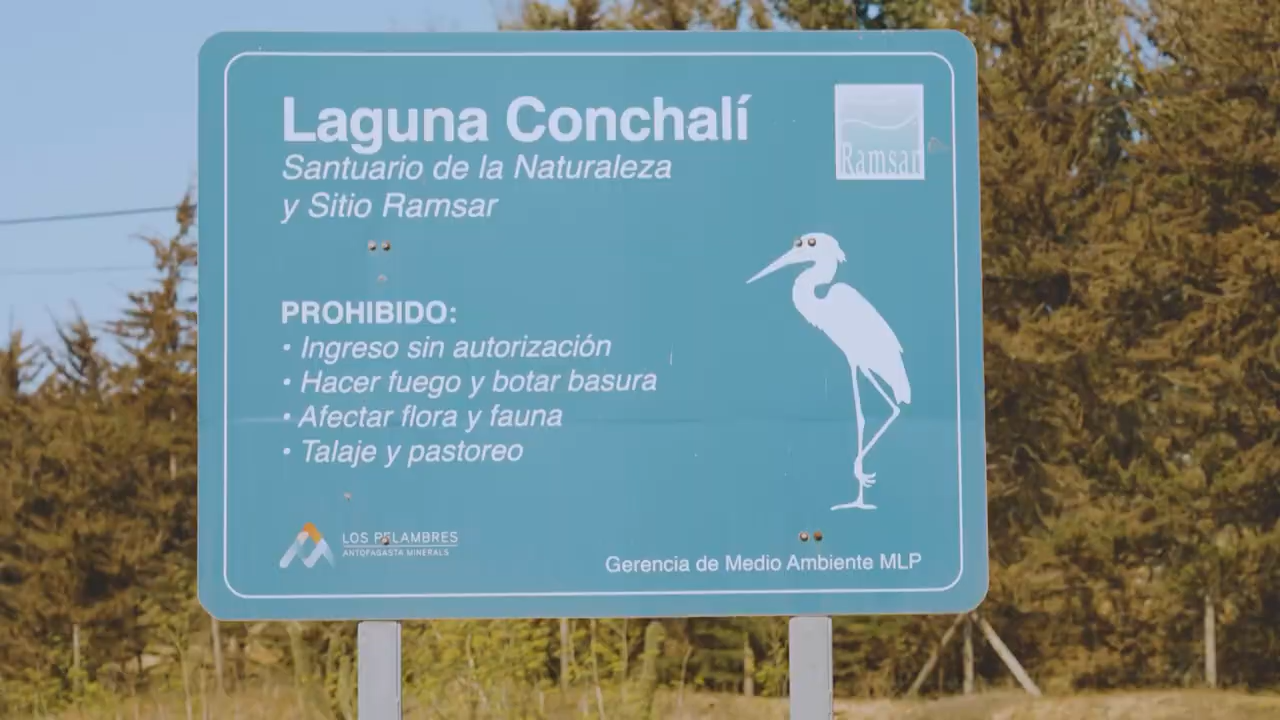 Laguna Conchalí
Santuario de la Naturaleza
y Sitio Ramsar
Ramsar
PROHIBIDO:
• Ingreso sin autorización
• Hacer fuego y botar basura
• Afectar flora y fauna
• Talaje y pastoreo
LOS PELAMBRES
ANTOFAGASTA MINERALS
Gerencia de Medio Ambiente MLP